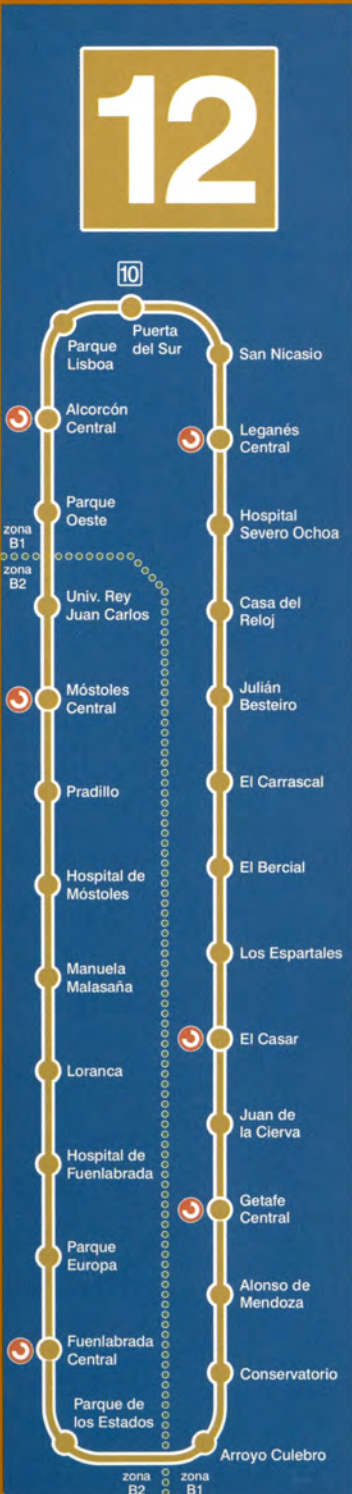 12
10
Puerta
del Sur
Parque
Lisboa
San Nicasio
Alcorcón
Central
Leganés
Central
Parque
Oeste
Hospital
Severo Ochoa
zona
B1
zona
B2
Univ. Rey
Juan Carlos
Casa del
Reloj
Móstoles
Central
Julián
Besteiro
Pradillo
El Carrascal
Hospital de
Móstoles
El Bercial
Manuela
Malasaña
Los Espartales
Loranca
El Casar
Hospital de
Fuenlabrada
Juan de
la Cierva
Getafe
Central
Parque
Europa
Alonso de
Mendoza
Fuenlabrada
Central
Conservatorio
Parque de
los Estados
Arroyo Culebro
zona
B2
zona
B1